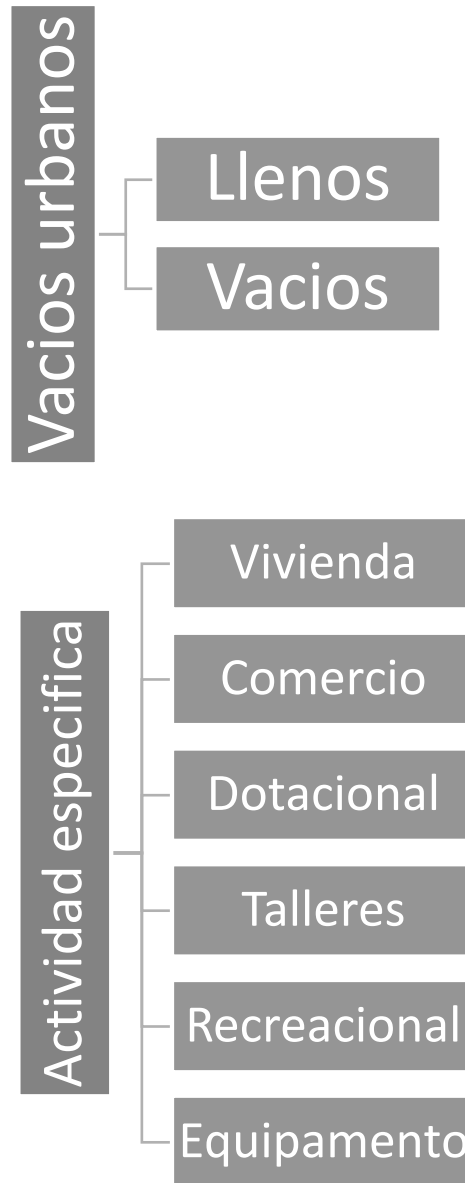 Vacios urbanos
Llenos
Vacios
Actividad especifica
Vivienda
Comercio
Dotacional
Talleres
Recreacional
Equipamento